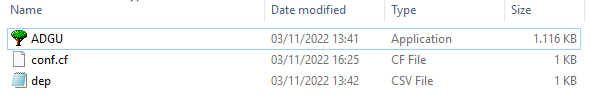 Name Date modified Type Size
ADGU 03/11/2022 13:41 Application 1.116 KB
conf.cf 03/11/2022 16:25 CF File 1 KB
dep 03/11/2022 13:42 CSV File 1 KB